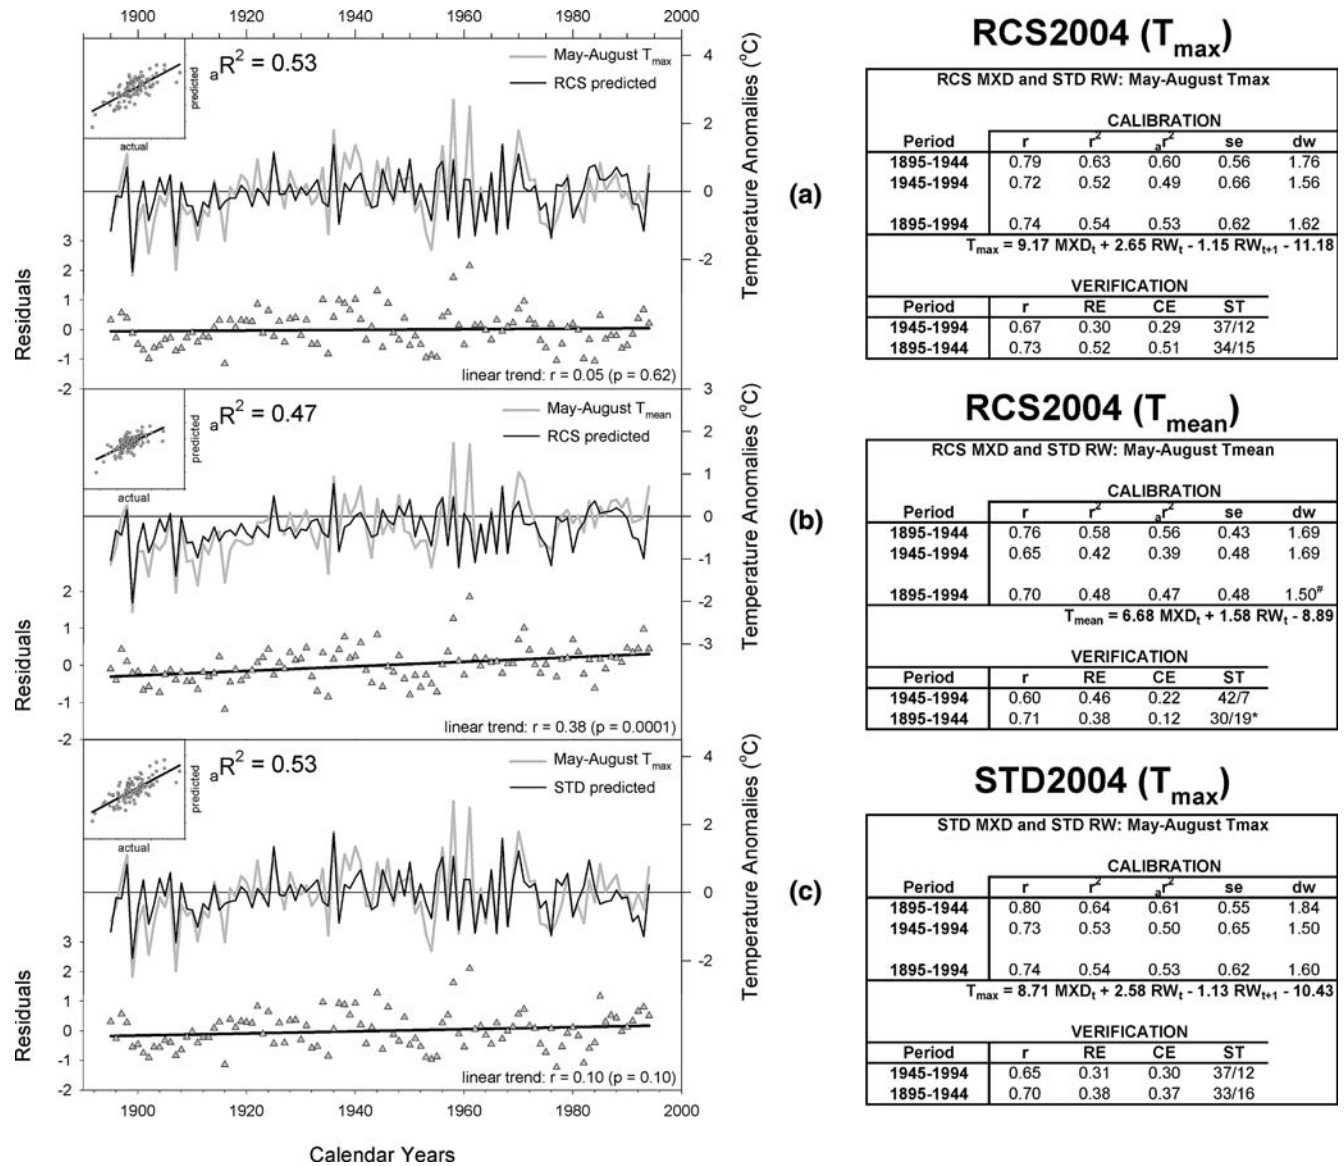 1900 1920 1940 1960 1980 2000
predicted
actual
aR² = 0.53
May-August Tmax
RCS predicted
4
2
0
-2
Temperature Anomalies (°C)
3
2
1
0
-1
-2
Residuals
linear trend: r = 0.05 (p = 0.62)
predicted
actual
aR² = 0.47
May-August Tmean
RCS predicted
3
2
1
0
-1
-2
-3
Temperature Anomalies (°C)
2
1
0
-1
-2
Residuals
linear trend: r = 0.38 (p = 0.0001)
predicted
actual
aR² = 0.53
May-August Tmax
STD predicted
4
2
0
-2
Temperature Anomalies (°C)
3
2
1
0
-1
-2
Residuals
linear trend: r = 0.10 (p = 0.10)
1900 1920 1940 1960 1980 2000
Calendar Years
(a)
RCS2004 (Tmax)
RCS MXD and STD RW: May-August Tmax
CALIBRATION
Period r r² ar² se dw
1895-1944 0.79 0.63 0.60 0.56 1.76
1945-1994 0.72 0.52 0.49 0.66 1.56
1895-1994 0.74 0.54 0.53 0.62 1.62
Tmax = 9.17 MXDt + 2.65 RWt - 1.15 RWt+1 - 11.18
VERIFICATION
Period r RE CE ST
1945-1994 0.67 0.30 0.29 37/12
1895-1944 0.73 0.52 0.51 34/15
(b)
RCS2004 (Tmean)
RCS MXD and STD RW: May-August Tmean
CALIBRATION
Period r r² ar² se dw
1895-1944 0.76 0.58 0.56 0.43 1.69
1945-1994 0.65 0.42 0.39 0.48 1.69
1895-1994 0.70 0.48 0.47 0.48 1.50#
Tmean = 6.68 MXDt + 1.58 RWt - 8.89
VERIFICATION
Period r RE CE ST
1945-1994 0.60 0.46 0.22 42/7
1895-1944 0.71 0.38 0.12 30/19*
(c)
STD2004 (Tmax)
STD MXD and STD RW: May-August Tmax
CALIBRATION
Period r r² ar² se dw
1895-1944 0.80 0.64 0.61 0.55 1.84
1945-1994 0.73 0.53 0.50 0.65 1.50
1895-1994 0.74 0.54 0.53 0.62 1.60
Tmax = 8.71 MXDt + 2.58 RWt - 1.13 RWt+1 - 10.43
VERIFICATION
Period r RE CE ST
1945-1994 0.65 0.31 0.30 37/12
1895-1944 0.70 0.38 0.37 33/16